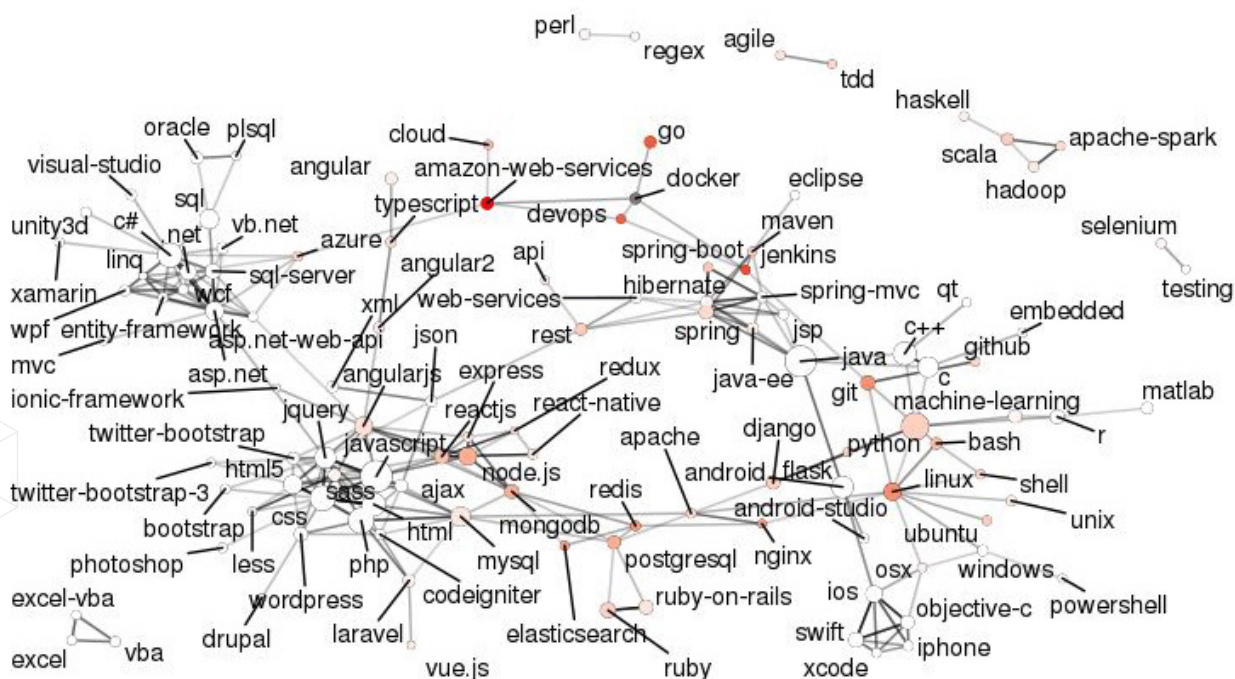 perl
regex
agile
tdd
haskell
apache-spark
scala
hadoop
oracle
plsql
visual-studio
cloud
go
angular
amazon-web-services
docker
eclipse
sql
typescript
devops
maven
selenium
unity3d
c#
net
vb.net
azure
spring-boot
jenkins
linq
sql-server
angular2
api
testing
xamarin
wcf
xml
web-services
hibernate
spring-mvc
qt
wpf
entity-framework
json
rest
spring
jsp
c++
embedded
mvc
asp.net-web-api
java
github
asp.net
angularjs
express
redux
java-ee
git
c
matlab
ionic-framework
jquery
reactjs
react-native
machine-learning
r
twitter-bootstrap
javascript
apache
django
python
bash
html5
node.js
android
flask
linux
shell
twitter-bootstrap-3
sass
ajax
redis
android-studio
unix
bootstrap
css
html
mongodb
nginx
ubuntu
photoshop
less
php
mysql
postgresql
osx
windows
excel-vba
wordpress
codeigniter
ruby-on-rails
ios
objective-c
powershell
drupal
laravel
elasticsearch
swift
iphone
excel
vba
vue.js
ruby
xcode